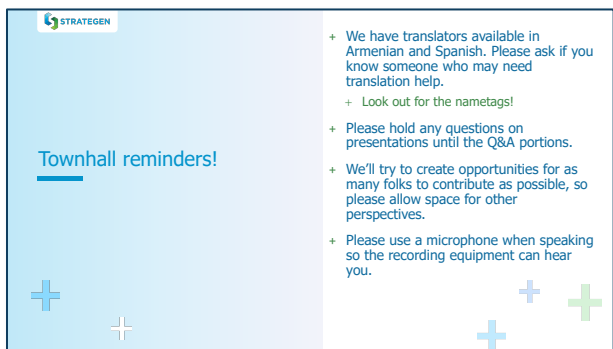 STRATEGEN
Townhall reminders!
+ We have translators available in
Armenian and Spanish. Please ask if you
know someone who may need
translation help.
+ Look out for the nametags!
+ Please hold any questions on
presentations until the Q&A portions.
+ We'll try to create opportunities for as
many folks to contribute as possible, so
please allow space for other
perspectives.
+ Please use a microphone when speaking
so the recording equipment can hear
you.